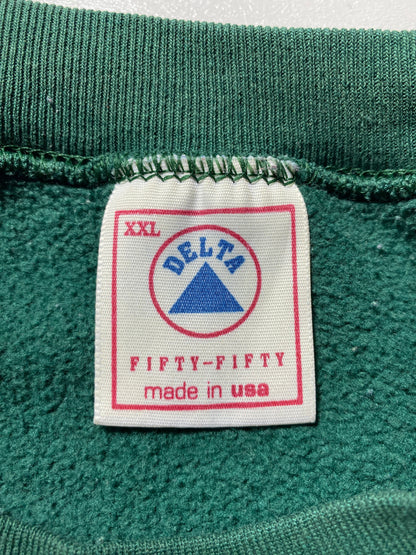 XXL
DELTA
FIFTY-FIFTY
made in usa